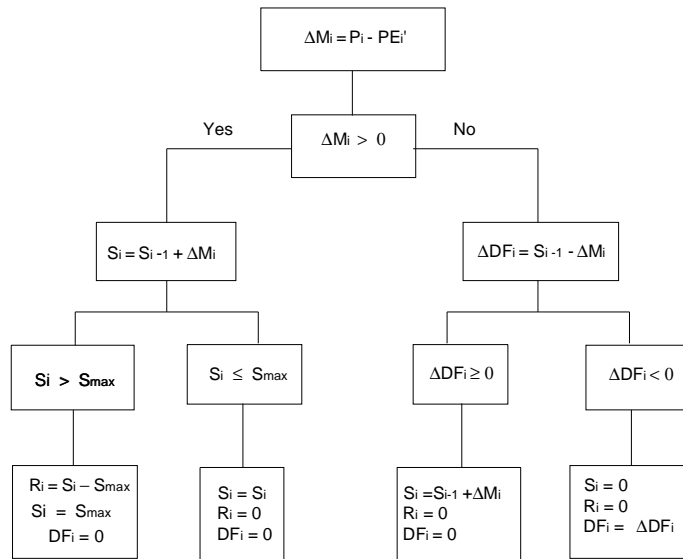 ΔMi = Pi - PEi'
Yes
No
ΔMi > 0
Si = Si-1 + ΔMi
ΔDFi = Si-1 - ΔMi
Si > Smax
Si ≤ Smax
ΔDFi ≥ 0
ΔDFi < 0
Ri = Si – Smax
Si = Smax
DFi = 0
Si = Si
Ri = 0
DFi = 0
Si = Si-1 + ΔMi
Ri = 0
DFi = 0
Si = 0
Ri = 0
DFi = ΔDFi